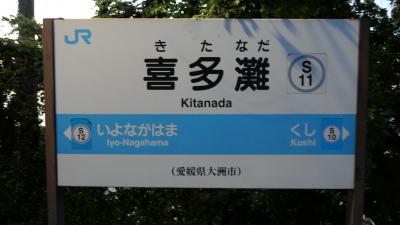 JR
きたなだ
喜多灘
S
11
Kitanada
S
12
いよながはま
Iyo-Nagahama
くし
Kushi
S
10
(愛媛県大洲市)